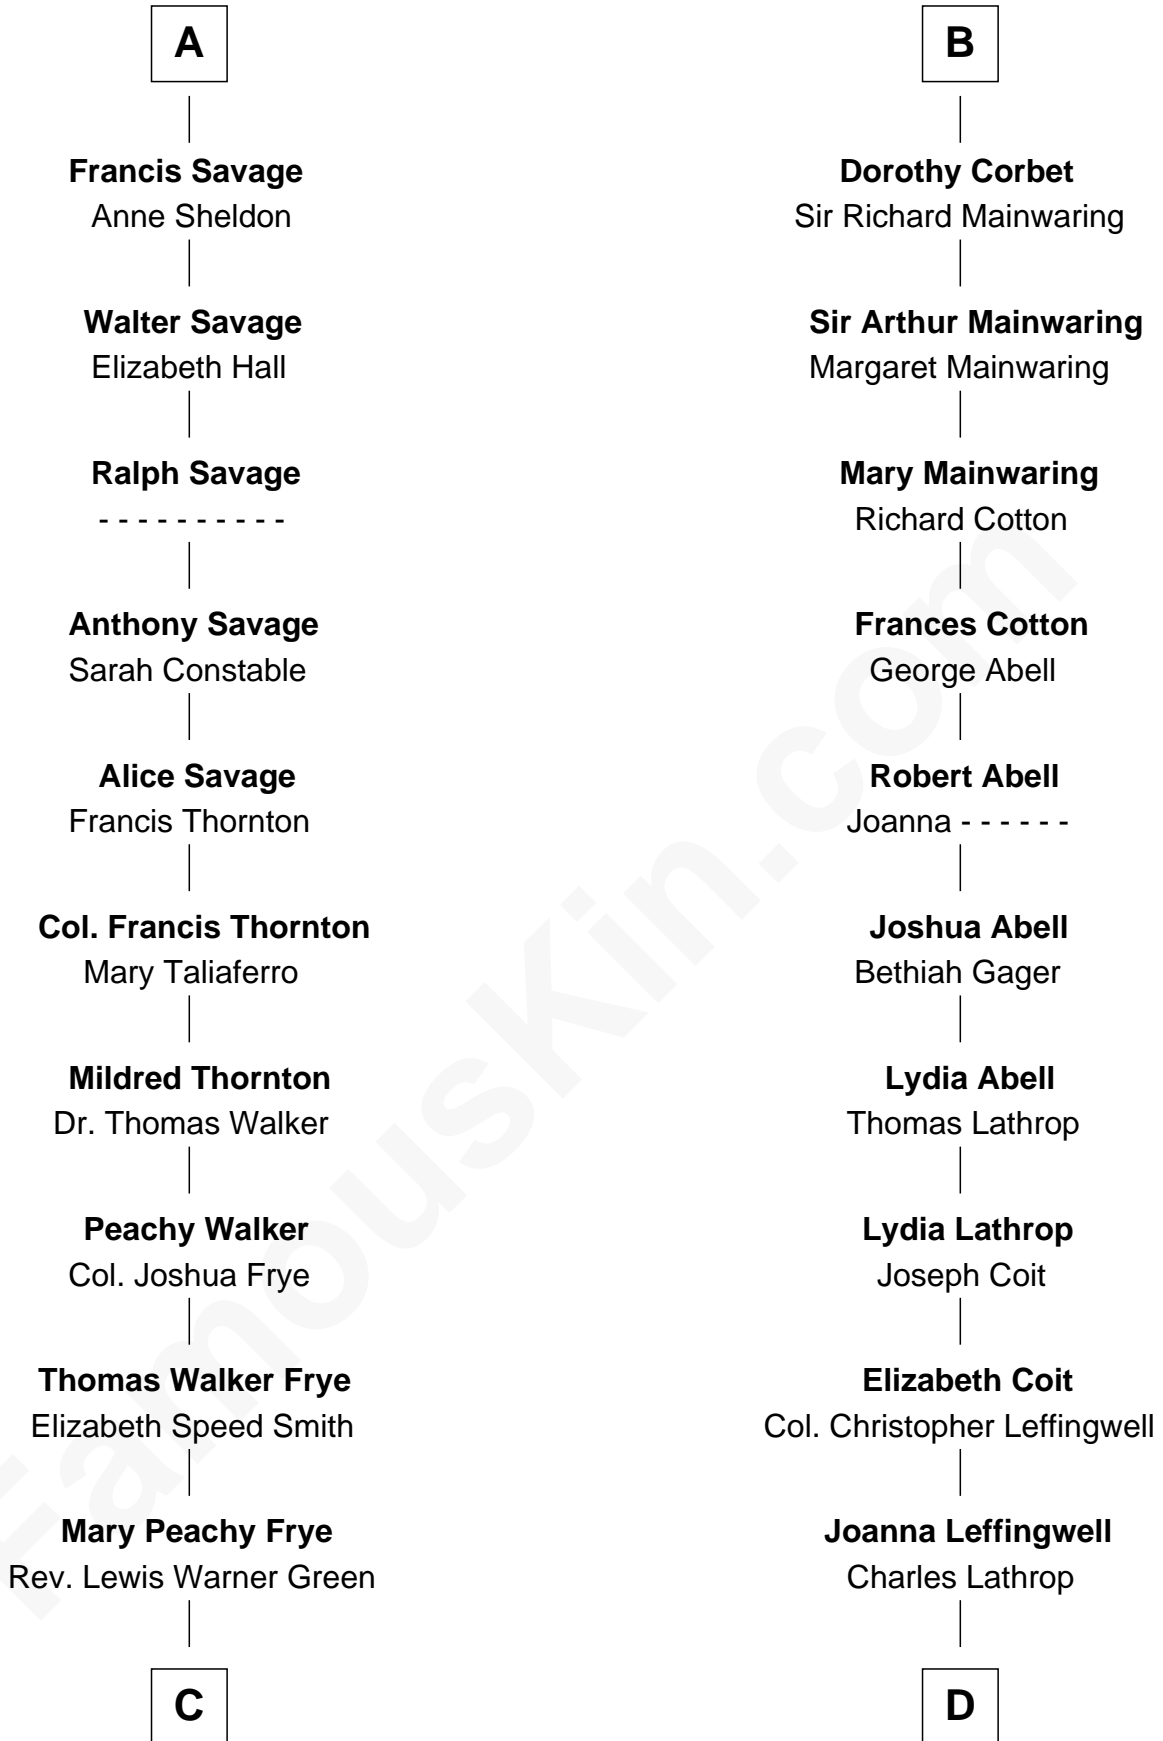 A
Francis Savage
Anne Sheldon
Walter Savage
Elizabeth Hall
Ralph Savage
- - - - - - - - - -
Anthony Savage
Sarah Constable
Alice Savage
Francis Thornton
Col. Francis Thornton
Mary Taliaferro
Mildred Thornton
Dr. Thomas Walker
Peachy Walker
Col. Joshua Frye
Thomas Walker Frye
Elizabeth Speed Smith
Mary Peachy Frye
Rev. Lewis Warner Green
C
B
Dorothy Corbet
Sir Richard Mainwaring
Sir Arthur Mainwaring
Margaret Mainwaring
Mary Mainwaring
Richard Cotton
Frances Cotton
George Abell
Robert Abell
Joanna - - - - - -
Joshua Abell
Bethiah Gager
Lydia Abell
Thomas Lathrop
Lydia Lathrop
Joseph Coit
Elizabeth Coit
Col. Christopher Leffingwell
Joanna Leffingwell
Charles Lathrop
D
FamousKin.com